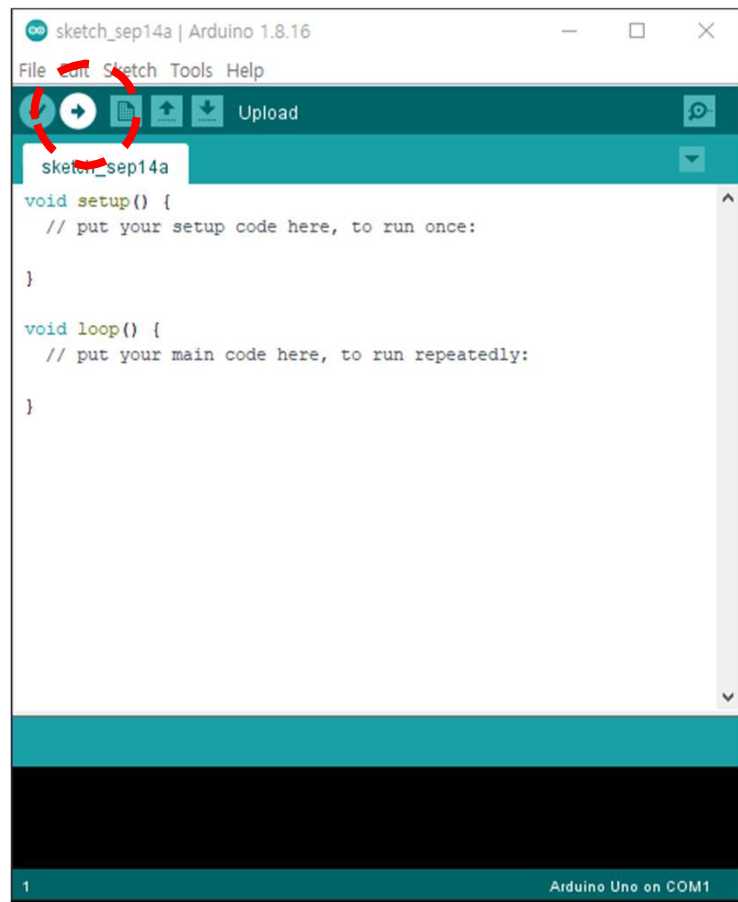 sketch_sep14a | Arduino 1.8.16
File Edit Sketch Tools Help
Upload
sketch_sep14a
void setup() {
  // put your setup code here, to run once:
}
void loop() {
  // put your main code here, to run repeatedly:
}
1
Arduino Uno on COM1